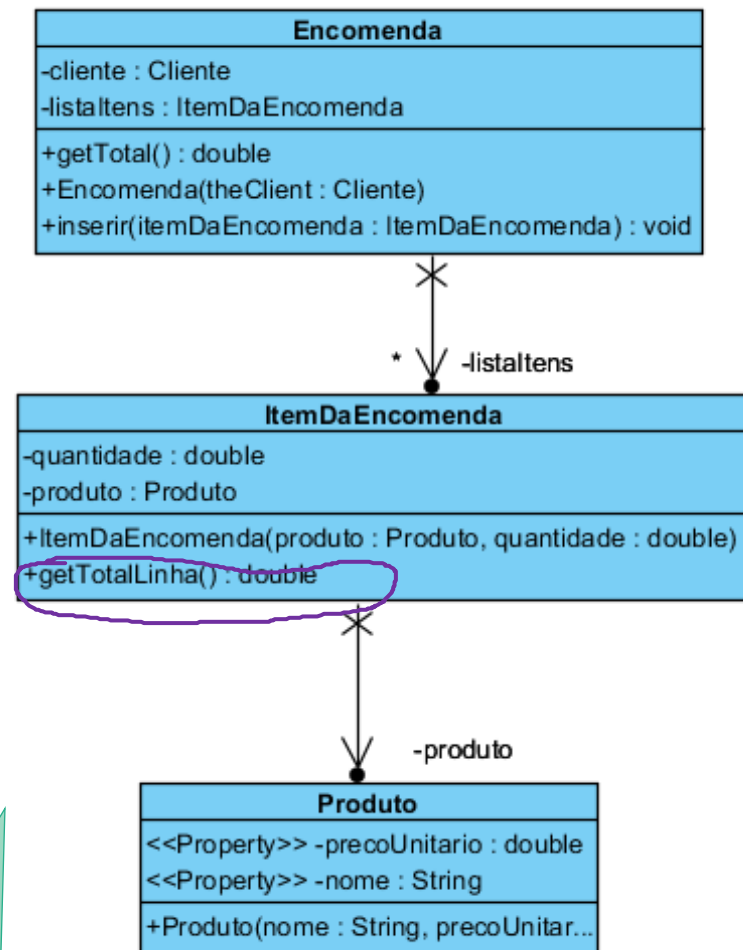 Encomenda
-cliente : Cliente
-listaItens : ItemDaEncomenda
+getTotal() : double
+Encomenda(theClient : Cliente)
+inserir(itemDaEncomenda : ItemDaEncomenda) : void
* -listaItens
ItemDaEncomenda
-quantidade : double
-produto : Produto
+ItemDaEncomenda(produto : Produto, quantidade : double)
+getTotalLinha() : double
-produto
Produto
<<Property>> -precoUnitario : double
<<Property>> -nome : String
+Produto(nome : String, precoUnitar...